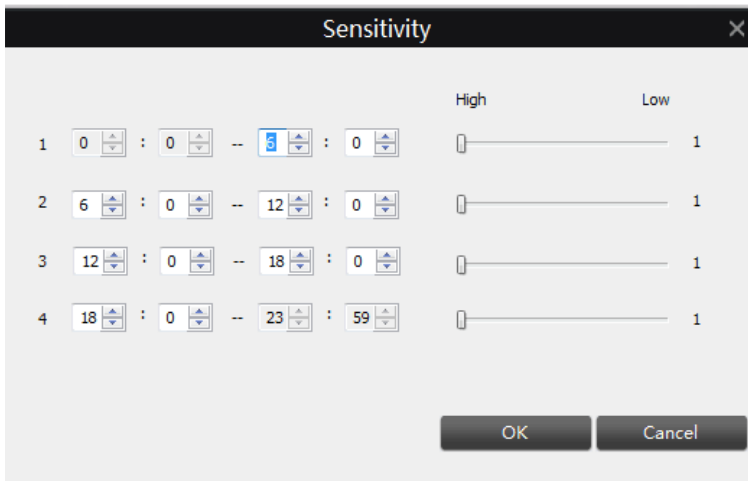 Sensitivity
High Low
1 0 : 0 -- 6 : 0 1
2 6 : 0 -- 12 : 0 1
3 12 : 0 -- 18 : 0 1
4 18 : 0 -- 23 : 59 1
OK Cancel